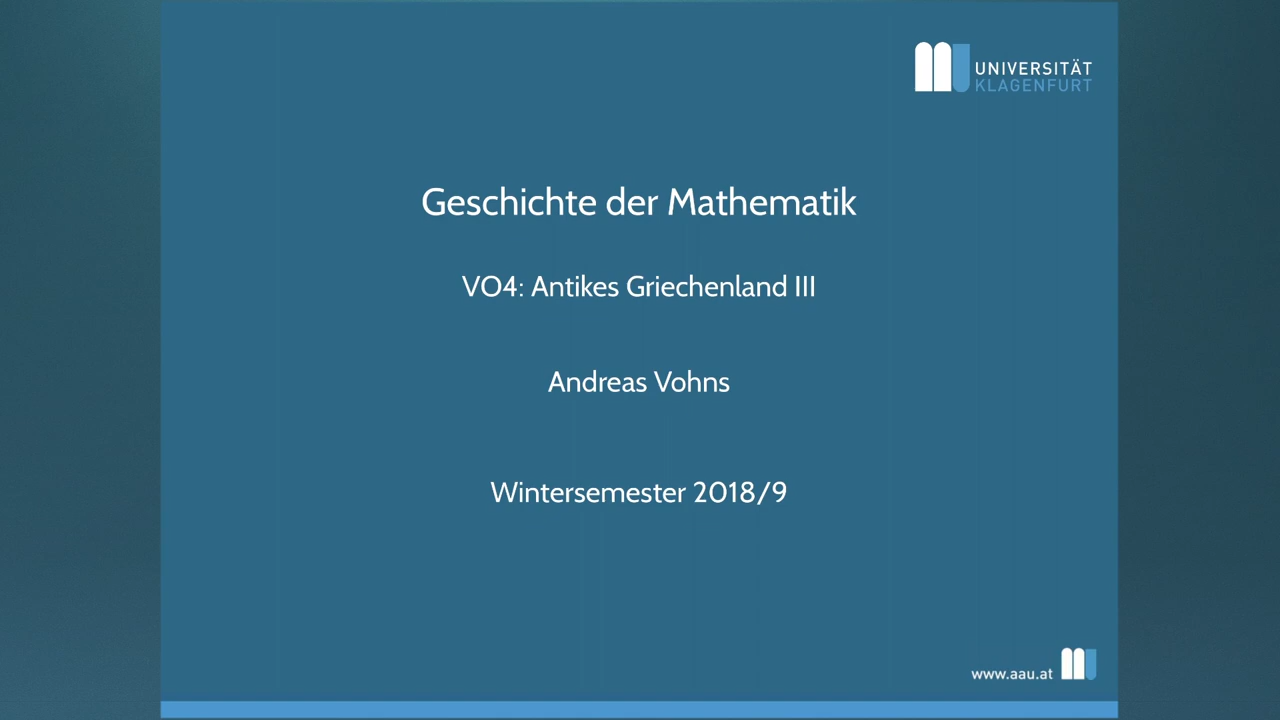 UNIVERSITÄT
KLAGENFURT
Geschichte der Mathematik
VO4: Antikes Griechenland III
Andreas Vohns
Wintersemester 2018/9
www.aau.at